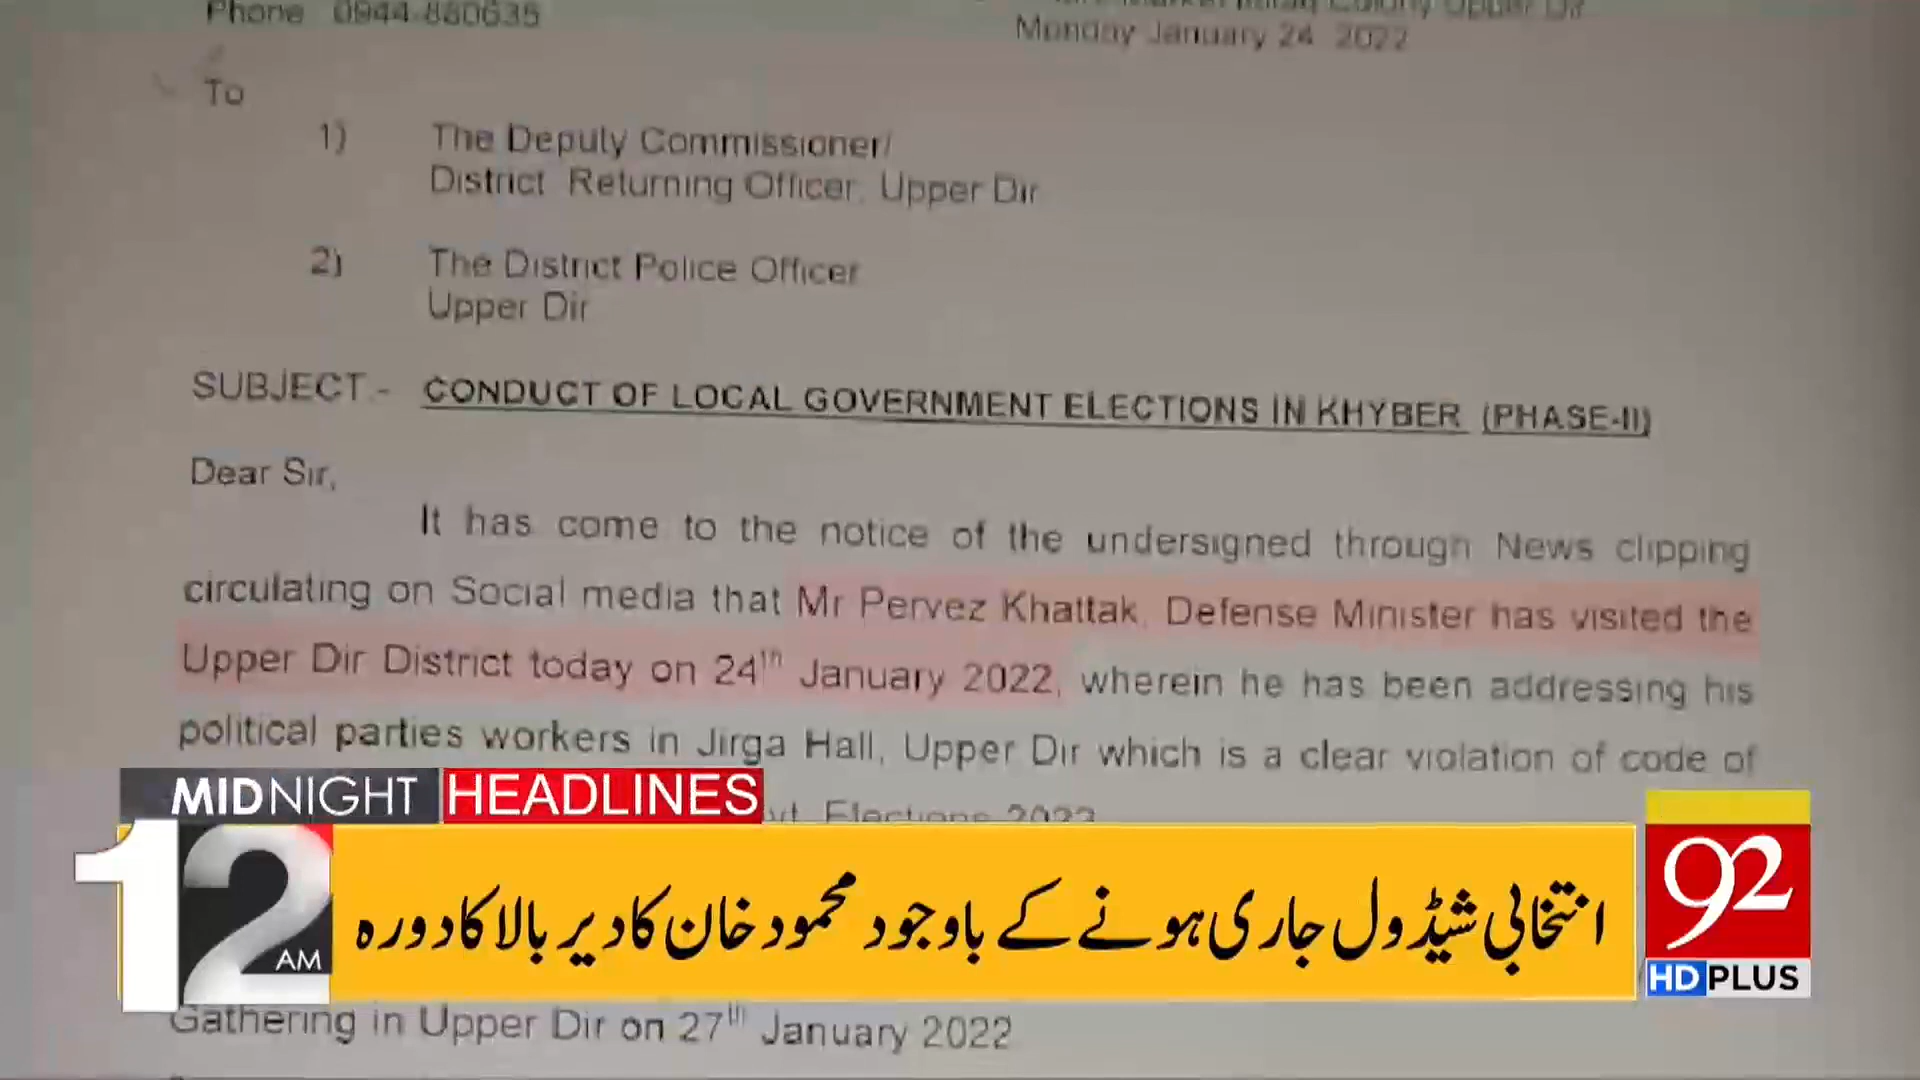 Phone 0944-880635
Colony Upper Dir
Monday January 24 2022
To
1) The Deputy Commissioner/
District Returning Officer, Upper Dir
2) The District Police Officer
Upper Dir
SUBJECT.- CONDUCT OF LOCAL GOVERNMENT ELECTIONS IN KHYBER (PHASE-II)
Dear Sir,
It has come to the notice of the undersigned through News clipping
circulating on Social media that Mr Pervez Khattak, Defense Minister has visited the
Upper Dir District today on 24th January 2022, wherein he has been addressing his
political parties workers in Jirga Hall, Upper Dir which is a clear violation of code of
Elections 2022
MIDNIGHT HEADLINES
12 AM
انتخابی شیڈول جاری ہونے کے باوجود محمود خان کا دیر بالا کا دورہ
92
HD PLUS
Gathering in Upper Dir on 27th January 2022